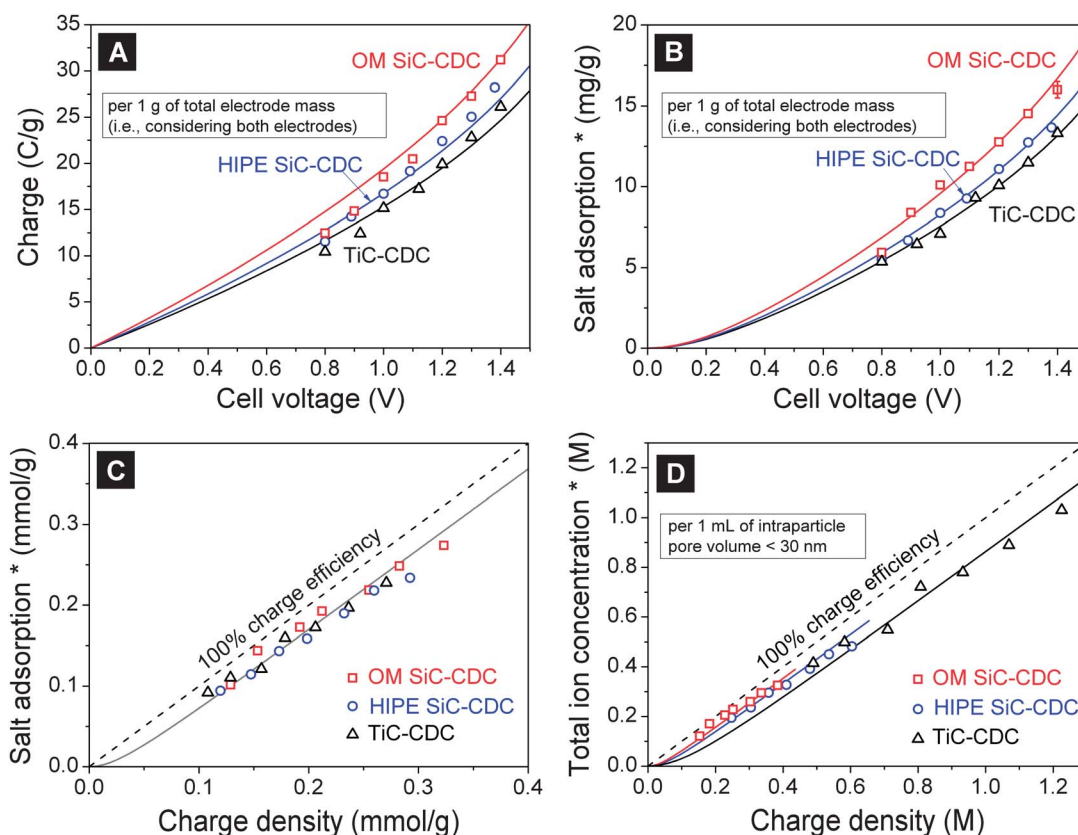 A
Charge (C/g)
35
30
25
20
15
10
5
0
OM SiC-CDC
per 1 g of total electrode mass
(i.e., considering both electrodes)
HIPE SiC-CDC
TiC-CDC
0.0 0.2 0.4 0.6 0.8 1.0 1.2 1.4
Cell voltage (V)
B
Salt adsorption * (mg/g)
20
15
10
5
0
OM SiC-CDC
per 1 g of total electrode mass
(i.e., considering both electrodes)
HIPE SiC-CDC
TiC-CDC
0.0 0.2 0.4 0.6 0.8 1.0 1.2 1.4
Cell voltage (V)
C
Salt adsorption * (mmol/g)
0.4
0.3
0.2
0.1
0.0
100% charge efficiency
OM SiC-CDC
HIPE SiC-CDC
TiC-CDC
0.0 0.1 0.2 0.3 0.4
Charge density (mmol/g)
D
Total ion concentration * (M)
1.2
1.0
0.8
0.6
0.4
0.2
0.0
per 1 mL of intraparticle
pore volume < 30 nm
100% charge efficiency
OM SiC-CDC
HIPE SiC-CDC
TiC-CDC
0.0 0.2 0.4 0.6 0.8 1.0 1.2
Charge density (M)